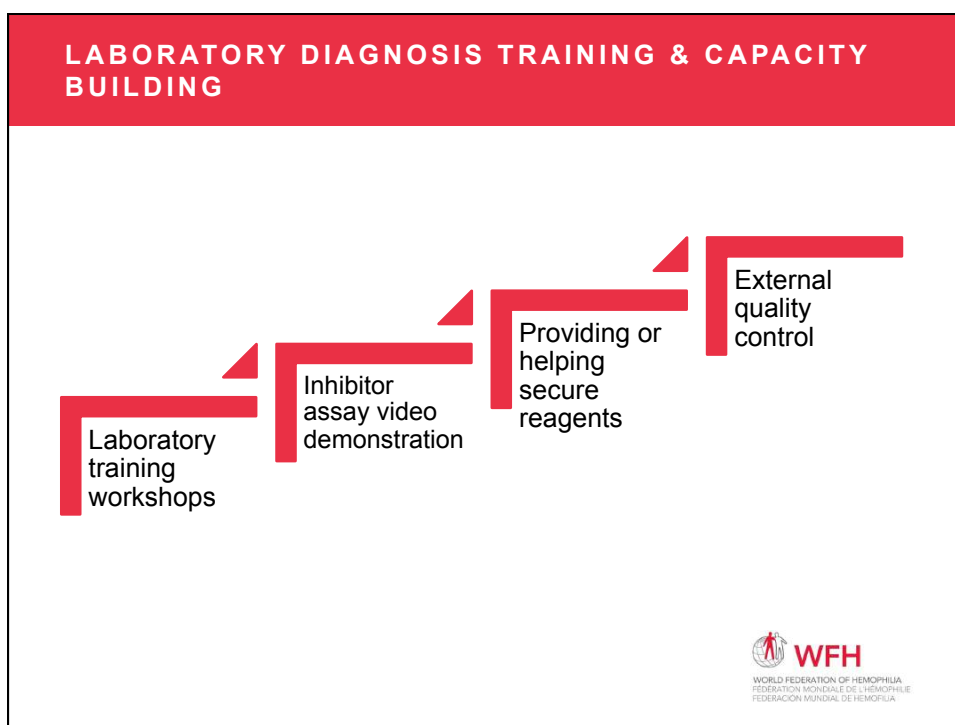 LABORATORY DIAGNOSIS TRAINING & CAPACITY
BUILDING
Laboratory
training
workshops
Inhibitor
assay video
demonstration
Providing or
helping
secure
reagents
External
quality
control
WFH
WORLD FEDERATION OF HEMOPHILIA
FÉDÉRATION MONDIALE DE L'HÉMOPHILIE
FEDERACIÓN MUNDIAL DE HEMOFILIA